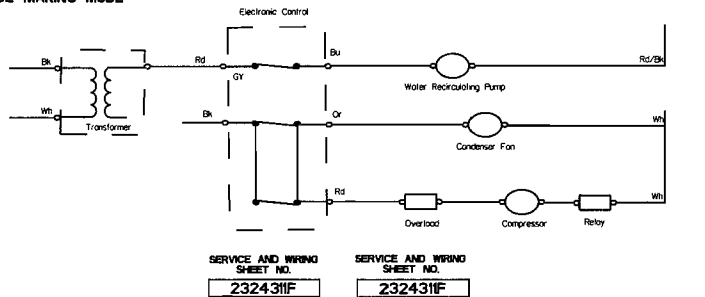 Electronic Control
Bk
Rd
GY
Bu
Rd/Bk
Water Recirculating Pump
Wh
Transformer
Bk
Or
Wh
Condenser Fan
Rd
Wh
Overload
Compressor
Relay
SERVICE AND WIRING
SHEET NO.
2324311F
SERVICE AND WIRING
SHEET NO.
2324311F